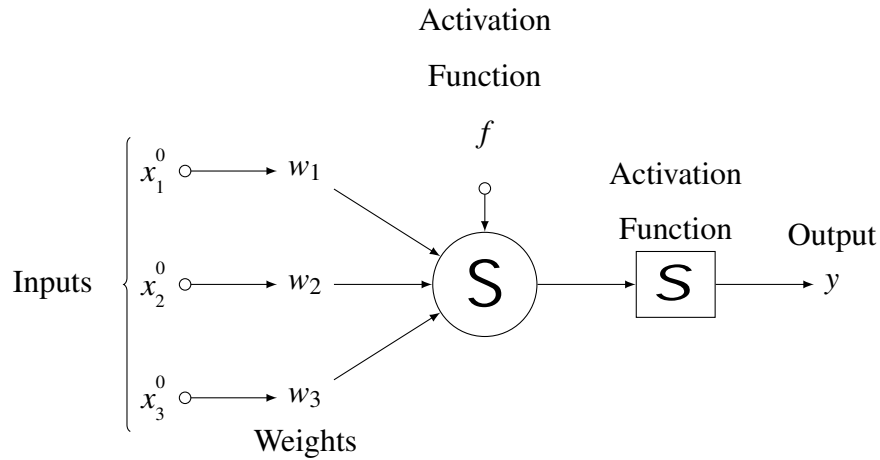 Activation
Function
f
Activation
Function
Output
y
Inputs
x₁⁰
w₁
x₂⁰
w₂
x₃⁰
w₃
Weights
S
S